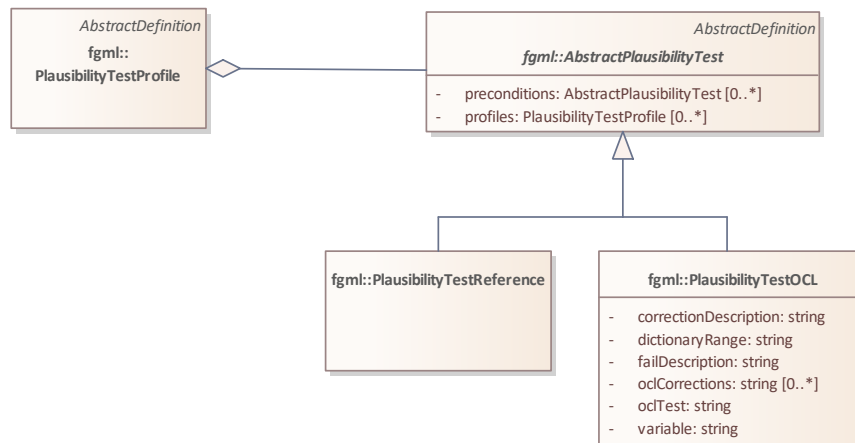 AbstractDefinition
fgml::
PlausibilityTestProfile
AbstractDefinition
fgml::AbstractPlausibilityTest
- preconditions: AbstractPlausibilityTest [0..*]
- profiles: PlausibilityTestProfile [0..*]
fgml::PlausibilityTestReference
fgml::PlausibilityTestOCL
- correctionDescription: string
- dictionaryRange: string
- failDescription: string
- oclCorrections: string [0..*]
- oclTest: string
- variable: string